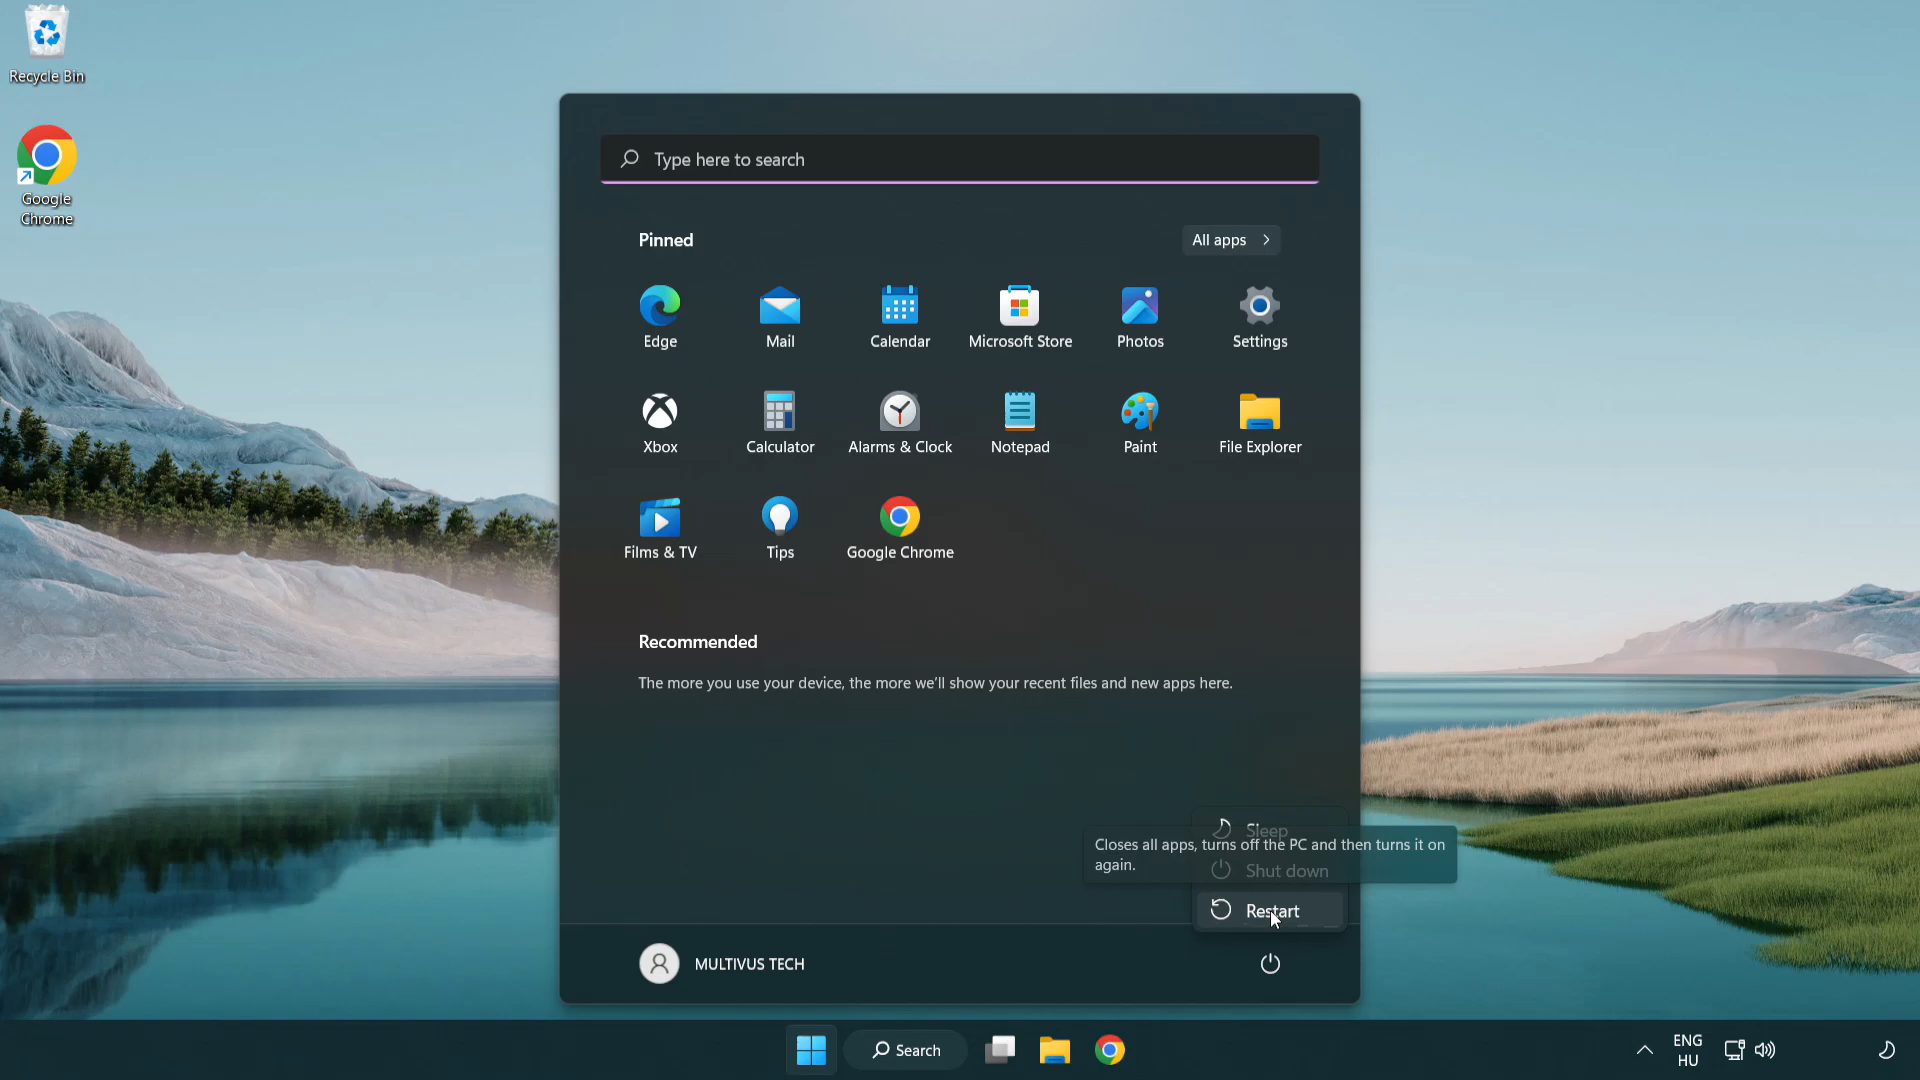 Recycle Bin
Google
Chrome
Type here to search
Pinned
All apps
Edge
Mail
Calendar
Microsoft Store
Photos
Settings
Xbox
Calculator
Alarms & Clock
Notepad
Paint
File Explorer
Films & TV
Tips
Google Chrome
Recommended
The more you use your device, the more we'll show your recent files and new apps here.
Sleep
Closes all apps, turns off the PC and then turns it on
again.
Shut down
Restart
MULTIVUS TECH
Search
ENG
HU